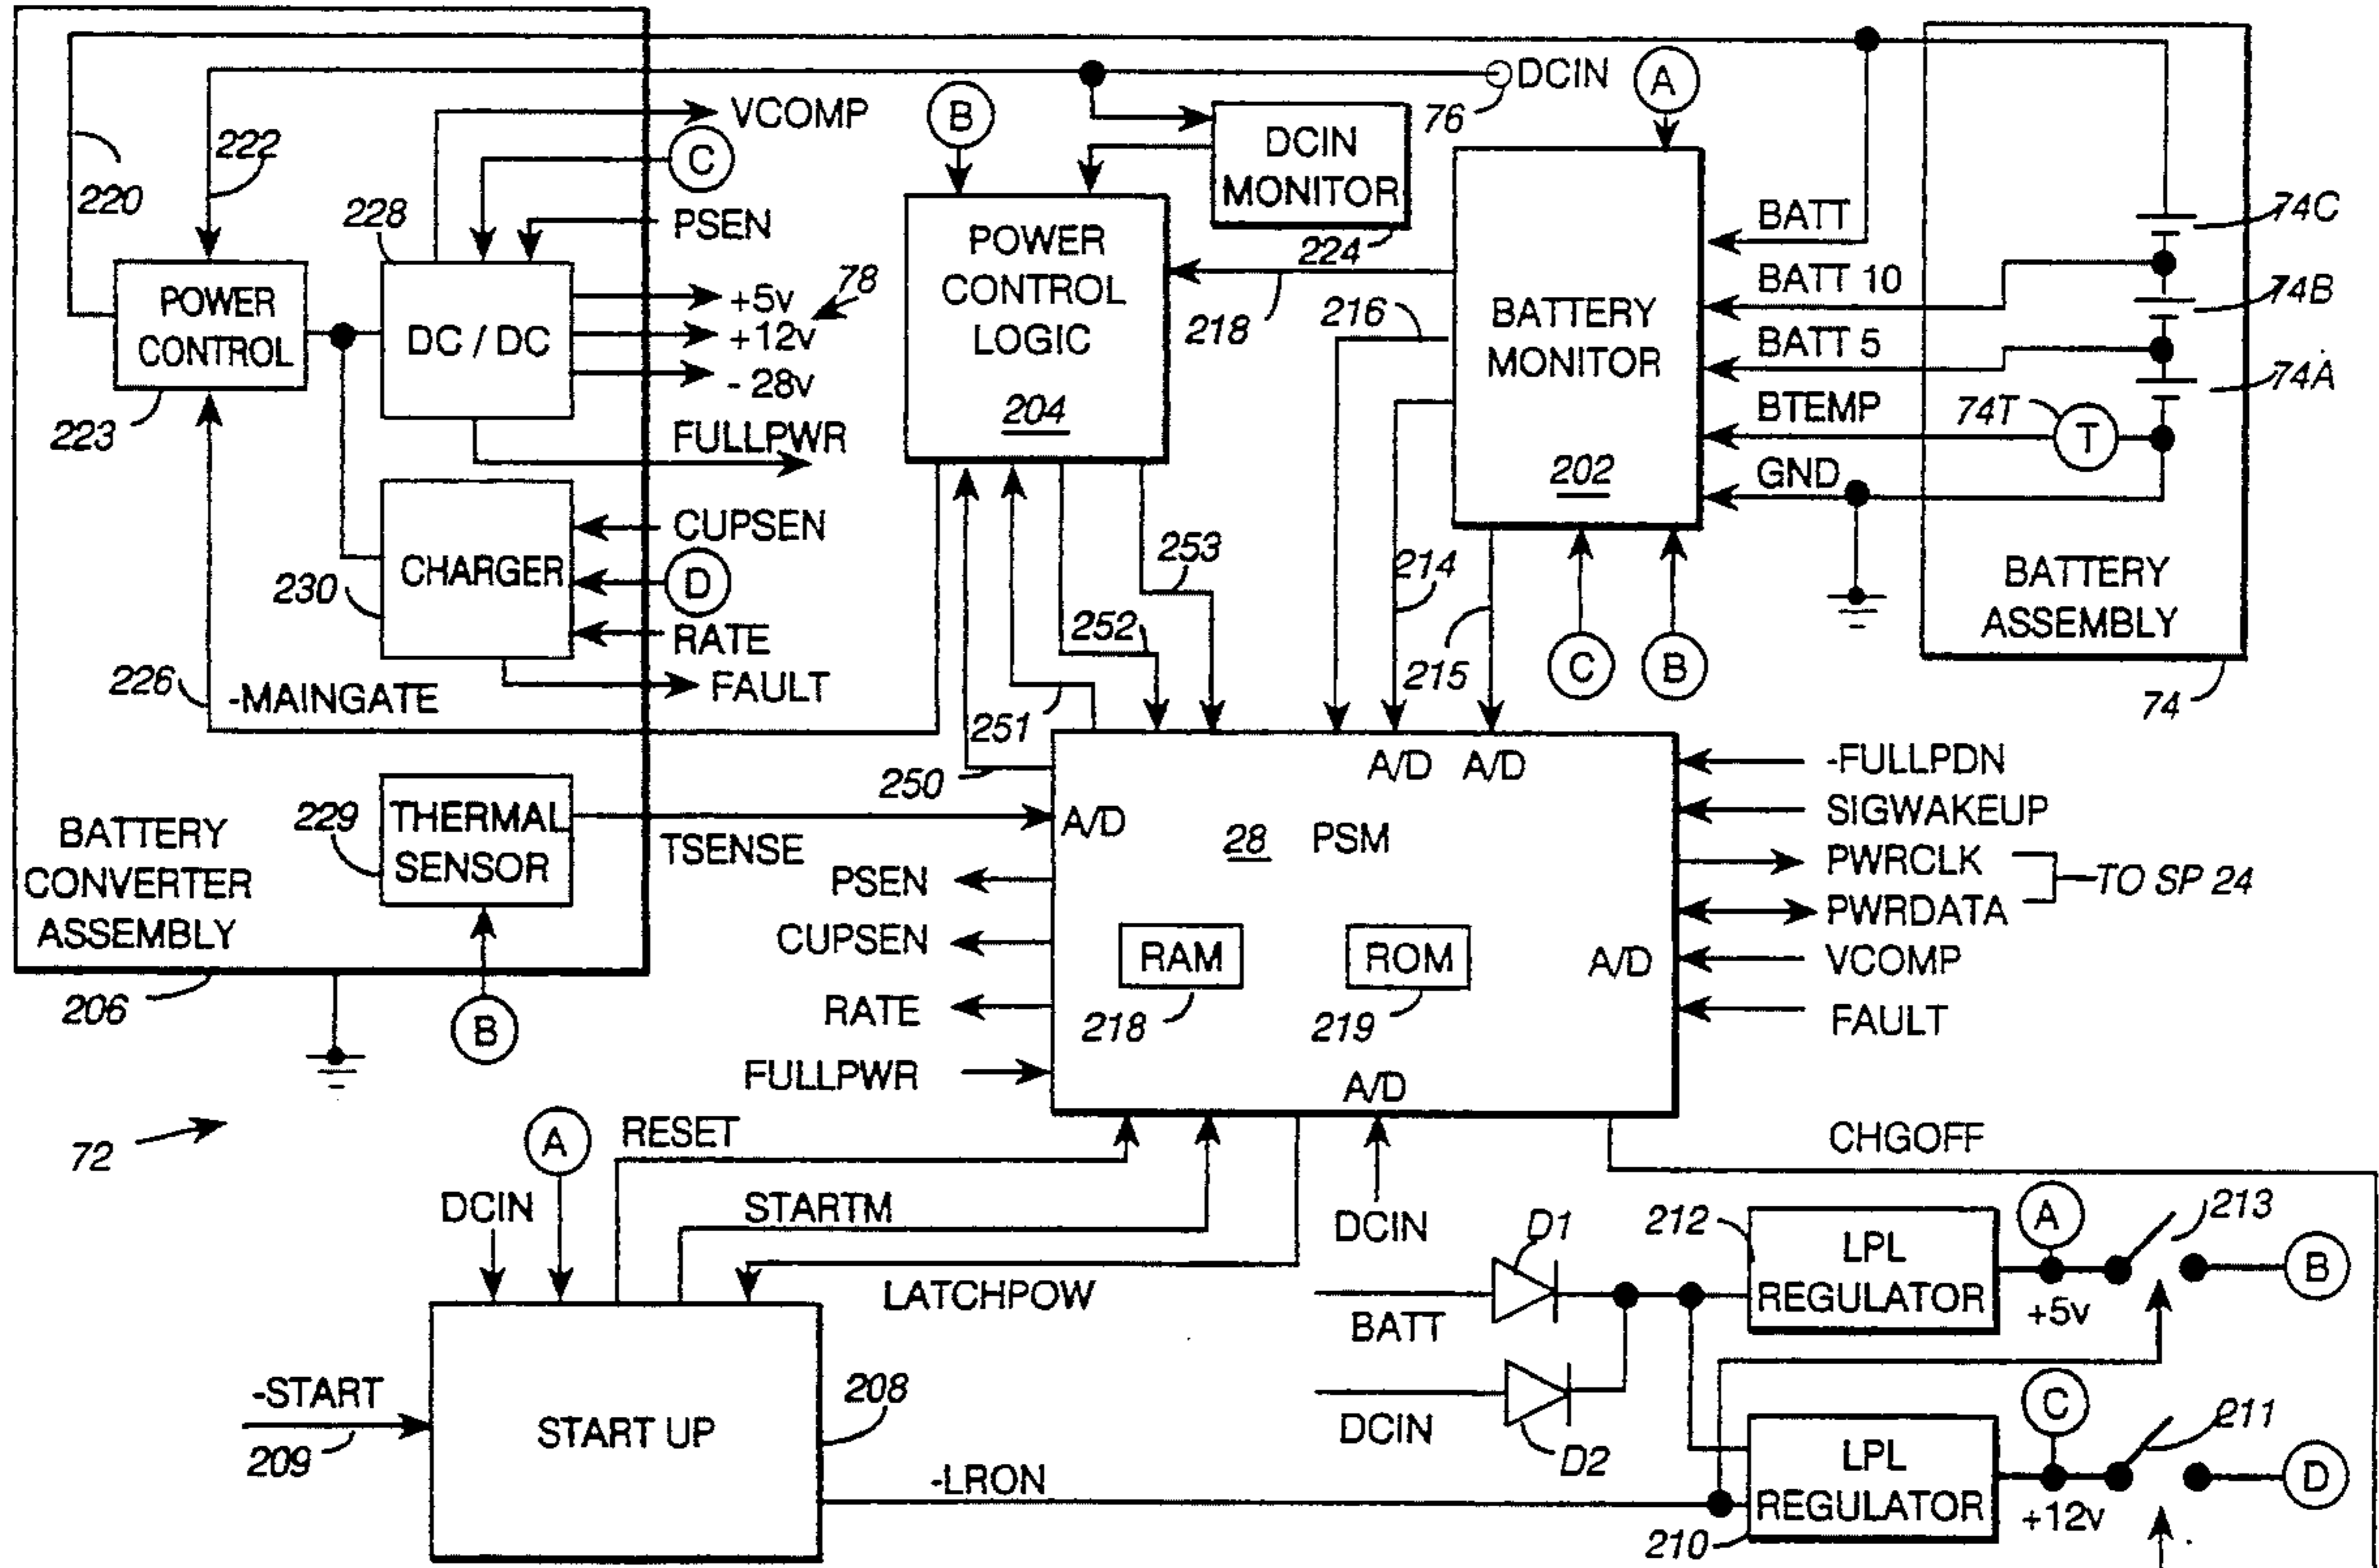 DCIN
76
A
B
VCOMP
222
220
C
DCIN
MONITOR
224
228
PSEN
POWER
CONTROL
223
DC / DC
+5v
+12v
- 28v
78
FULLPWR
POWER
CONTROL
LOGIC
204
218
216
BATTERY
MONITOR
202
BATT
BATT 10
BATT 5
BTEMP
GND
74T
T
74C
74B
74A
BATTERY
ASSEMBLY
74
CHARGER
230
CUPSEN
D
RATE
FAULT
226
-MAINGATE
253
252
251
250
214
215
C
B
THERMAL
SENSOR
229
TSENSE
BATTERY
CONVERTER
ASSEMBLY
206
B
A/D
A/D
A/D
28
PSM
PSEN
CUPSEN
RATE
FULLPWR
RAM
218
ROM
219
A/D
A/D
-FULLPDN
SIGWAKEUP
PWRCLK
PWRDATA
TO SP 24
VCOMP
FAULT
72
A
RESET
DCIN
STARTM
LATCHPOW
DCIN
CHGOFF
-START
209
START UP
208
-LRON
D1
BATT
DCIN
D2
212
LPL
REGULATOR
A
+5v
213
B
LPL
REGULATOR
210
C
+12v
211
D